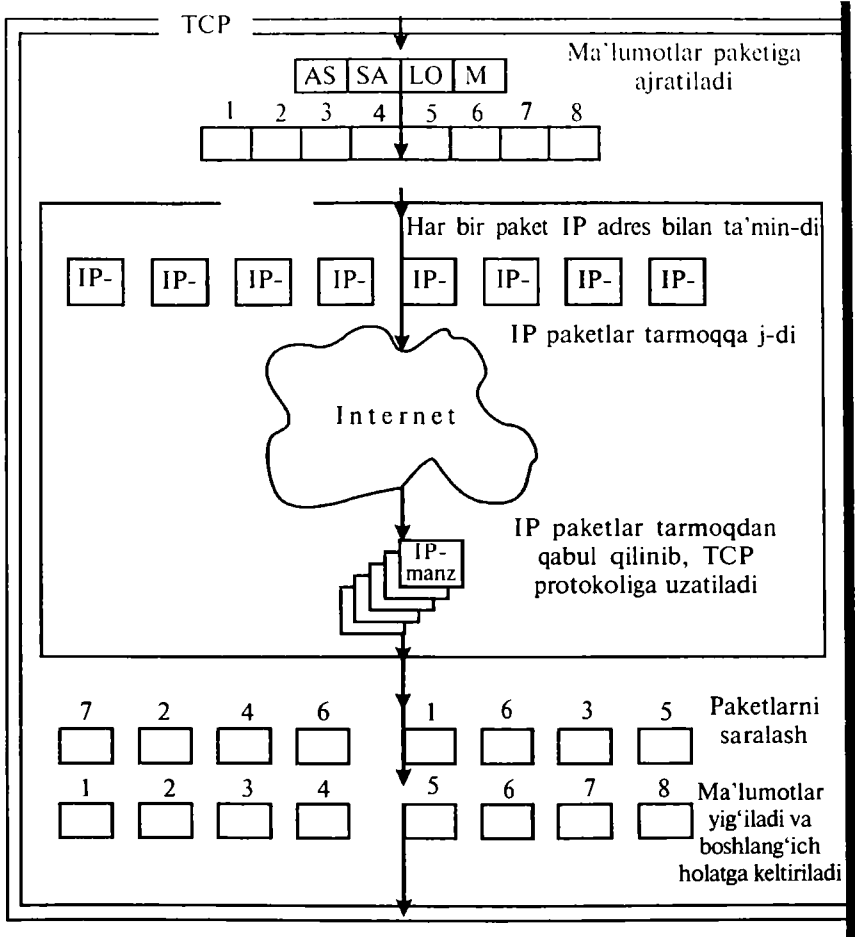 TCP
Ma'lumotlar paketiga
ajratiladi
AS SA LO M
1 2 3 4 5 6 7 8
Har bir paket IP adres bilan ta'min-di
IP- IP- IP- IP- IP- IP- IP- IP-
IP paketlar tarmoqqa j-di
Internet
IP paketlar tarmoqdan
qabul qilinib, TCP
protokoliga uzatiladi
IP-
manz
7 2 4 6 1 6 3 5
Paketlarni
saralash
1 2 3 4 5 6 7 8
Ma'lumotlar
yig‘iladi va
boshlang‘ich
holatga keltiriladi